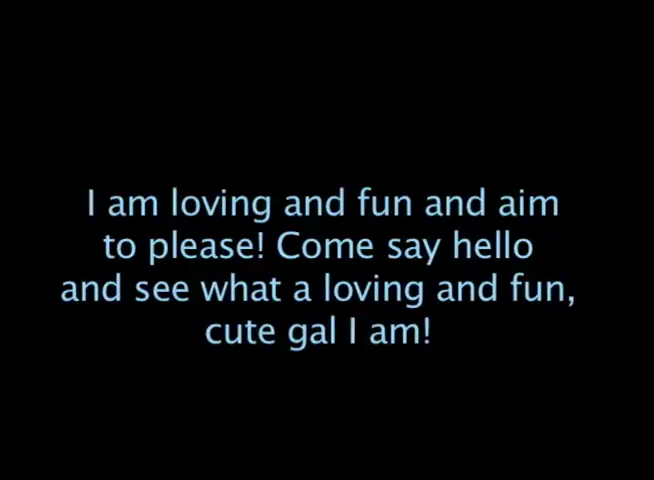 I am loving and fun and aim
to please! Come say hello
and see what a loving and fun,
cute gal I am!